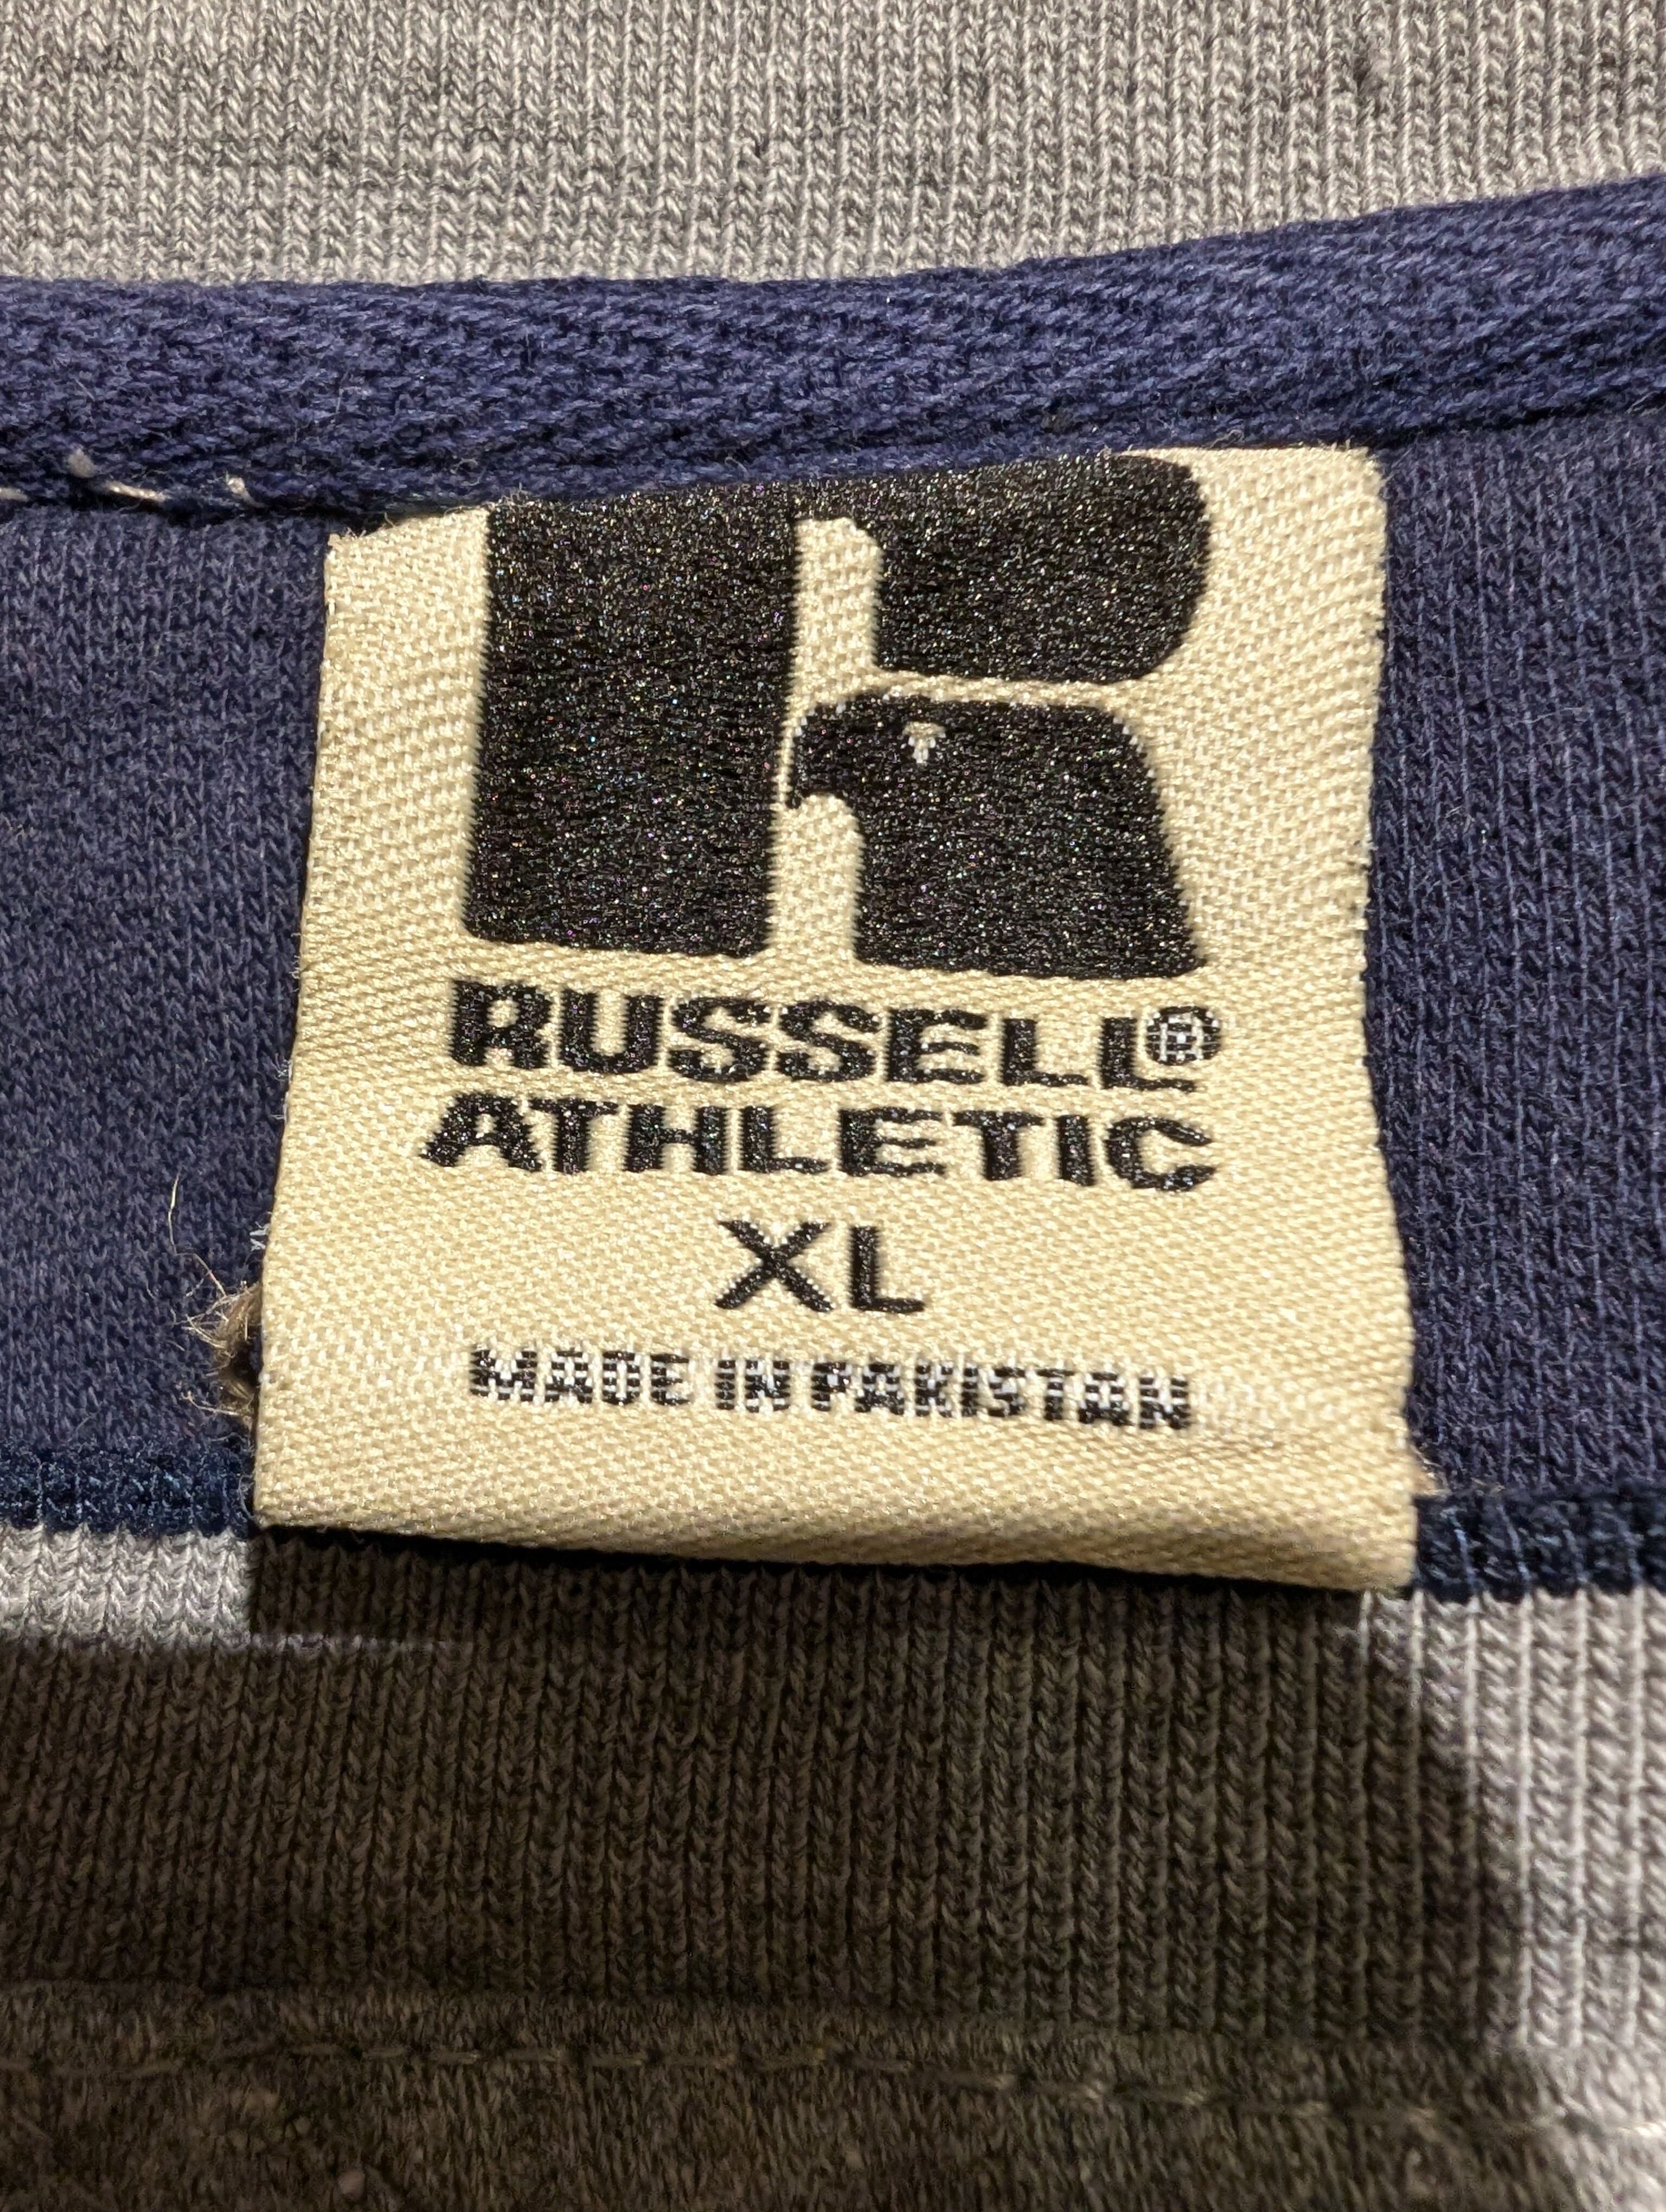 RUSSELL®
ATHLETIC
XL
MADE IN PAKISTAN